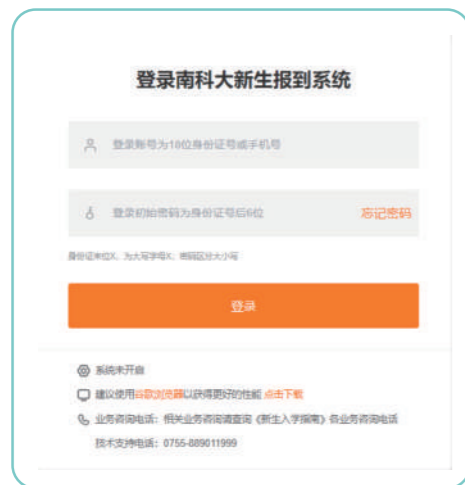 登录南科大新生报到系统
登录账号为18位身份证号或手机号
登录初始密码为身份证号后6位
忘记密码
身份证末位X，为大写字母X；密码区分大小写
登录
系统未开启
建议使用谷歌浏览器以获得更好的性能 点击下载
业务咨询电话：相关业务咨询请查阅《新生入学指南》各业务咨询电话
技术支持电话：0755-889011999